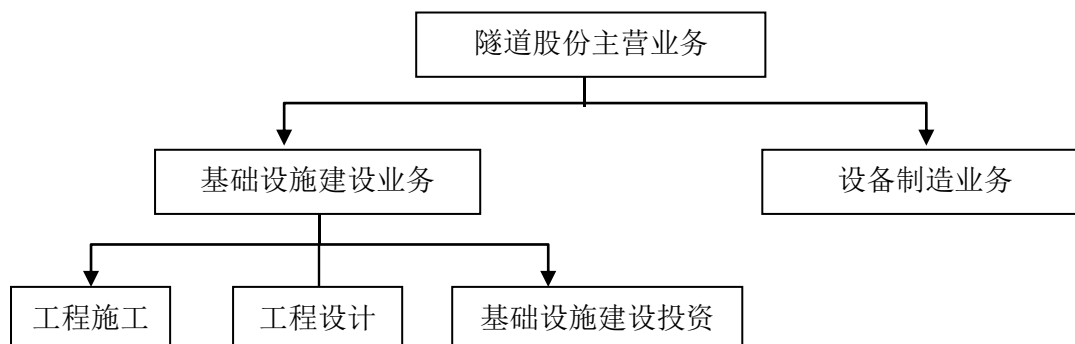 隧道股份主营业务
基础设施建设业务
设备制造业务
工程施工
工程设计
基础设施建设投资